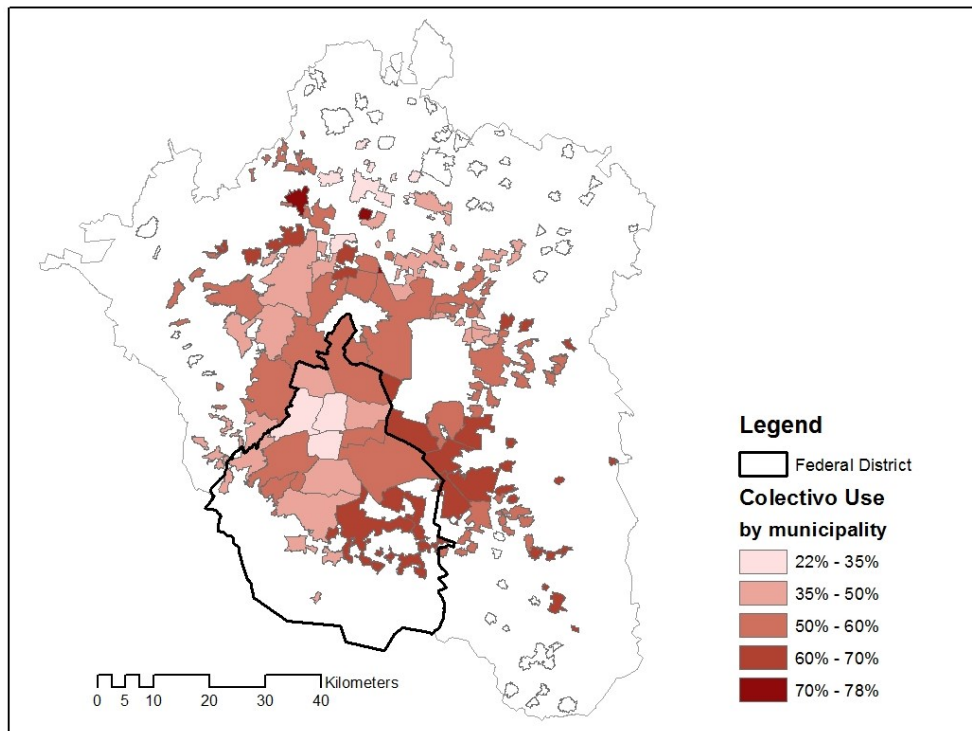 Legend
Federal District
Colectivo Use
by municipality
22% - 35%
35% - 50%
50% - 60%
60% - 70%
70% - 78%
Kilometers
0 5 10 20 30 40